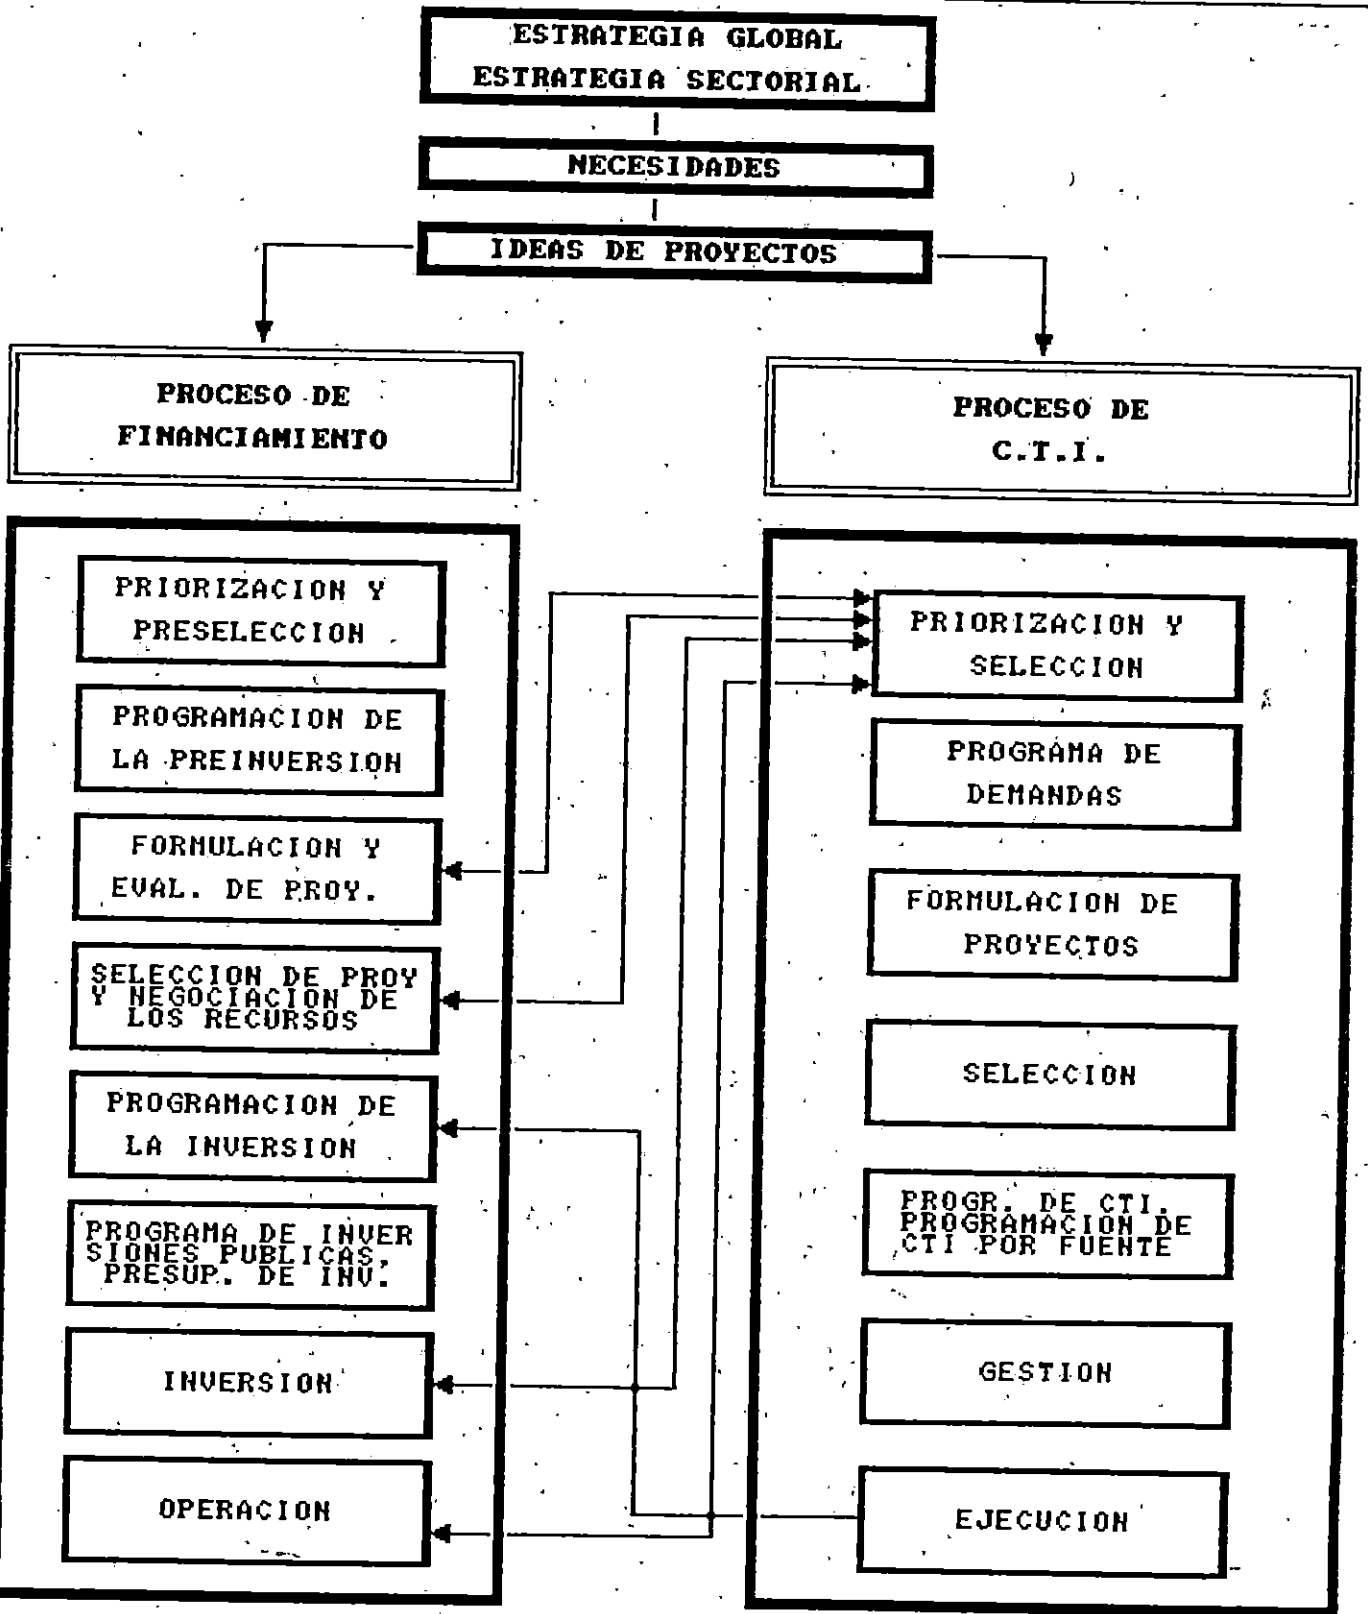 ESTRATEGIA GLOBAL
ESTRATEGIA SECTORIAL
NECESIDADES
IDEAS DE PROYECTOS
PROCESO DE
FINANCIAMIENTO
PRIORIZACION Y
PRESELECCION
PROGRAMACION DE
LA PREINVERSION
FORMULACION Y
EVAL. DE PROY.
SELECCION DE PROY
Y NEGOCIACION DE
LOS RECURSOS
PROGRAMACION DE
LA INVERSION
PROGRAMA DE INVER
SIONES PUBLICAS,
PRESUP. DE INV.
INVERSION
OPERACION
PROCESO DE
C.T.I.
PRIORIZACION Y
SELECCION
PROGRAMA DE
DEMANDAS
FORMULACION DE
PROYECTOS
SELECCION
PROGR. DE CTI.
PROGRAMACION DE
CTI POR FUENTE
GESTION
EJECUCION